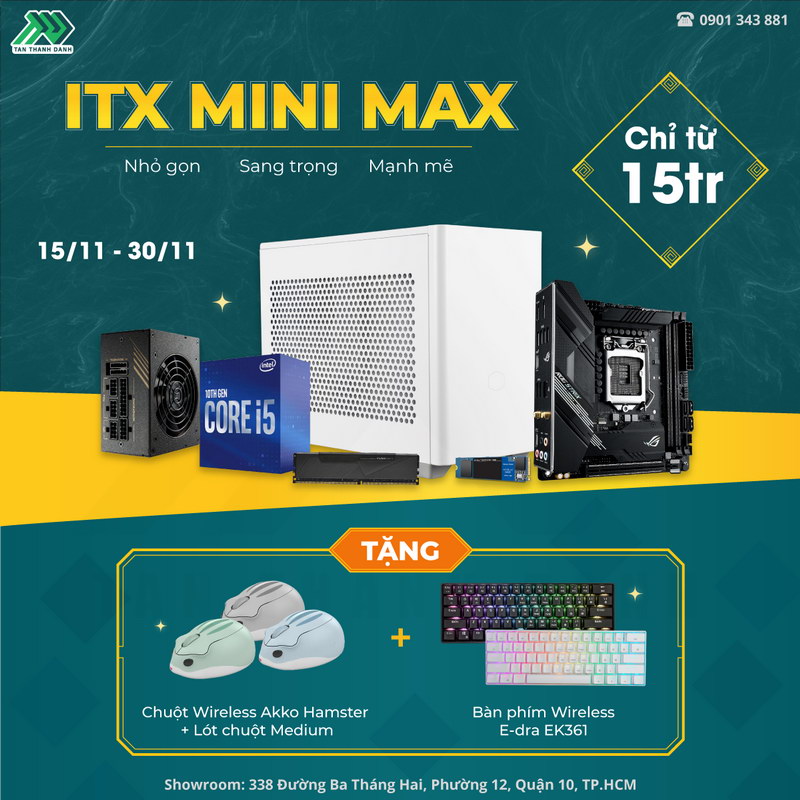 TAN THANH DANH
0901 343 881
ITX MINI MAX
Nhỏ gọn Sang trọng Mạnh mẽ
Chỉ từ
15tr
15/11 - 30/11
intel
10TH GEN
CORE i5
TẶNG
Chuột Wireless Akko Hamster
+ Lót chuột Medium
+
Bàn phím Wireless
E-dra EK361
Showroom: 338 Đường Ba Tháng Hai, Phường 12, Quận 10, TP.HCM